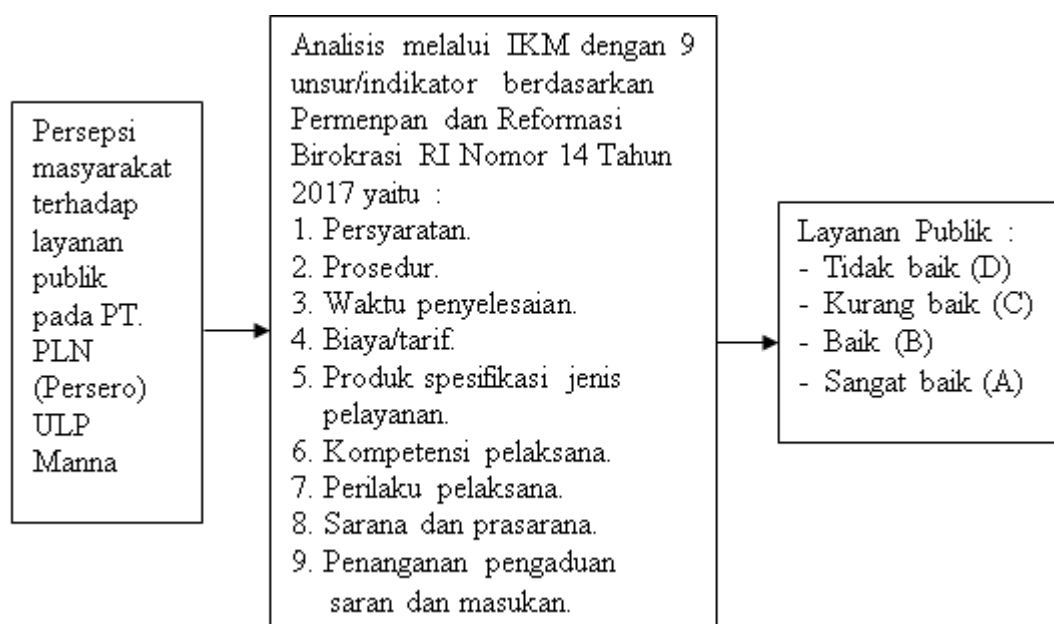 Persepsi
masyarakat
terhadap
layanan
publik
pada PT.
PLN
(Persero)
ULP
Manna
Analisis melalui IKM dengan 9
unsur/indikator berdasarkan
Permenpan dan Reformasi
Birokrasi RI Nomor 14 Tahun
2017 yaitu :
1. Persyaratan.
2. Prosedur.
3. Waktu penyelesaian.
4. Biaya/tarif.
5. Produk spesifikasi jenis
pelayanan.
6. Kompetensi pelaksana.
7. Perilaku pelaksana.
8. Sarana dan prasarana.
9. Penanganan pengaduan
saran dan masukan.
Layanan Publik :
- Tidak baik (D)
- Kurang baik (C)
- Baik (B)
- Sangat baik (A)